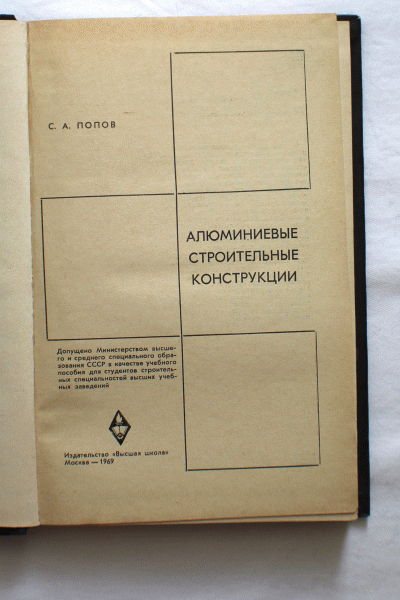 С. А. ПОПОВ
АЛЮМИНИЕВЫЕ
СТРОИТЕЛЬНЫЕ
КОНСТРУКЦИИ
Допущено Министерством высше-
го и среднего специального обра-
зования СССР в качестве учебного
пособия для студентов строитель-
ных специальностей высших учеб-
ных заведений
Издательство «Высшая школа»
Москва — 1969